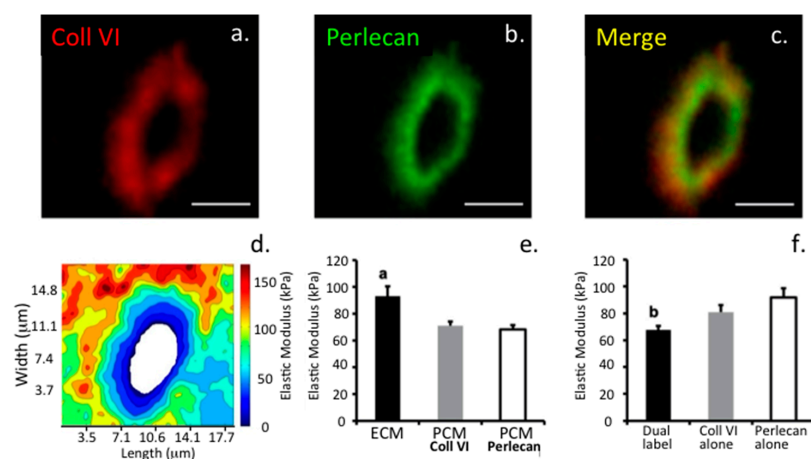 Coll VI a.
Perlecan b.
Merge c.
d.
Width (μm)
14.8
11.1
7.4
3.7
3.5 7.1 10.6 14.1 17.7
Length (μm)
150
100
50
0
Elastic Modulus (kPa)
e.
Elastic Modulus (kPa)
120
100
80
60
40
20
0
a
ECM PCM PCM
Coll VI Perlecan
f.
Elastic Modulus (kPa)
120
100
80
60
40
20
0
b
Dual Coll VI Perlecan
label alone alone